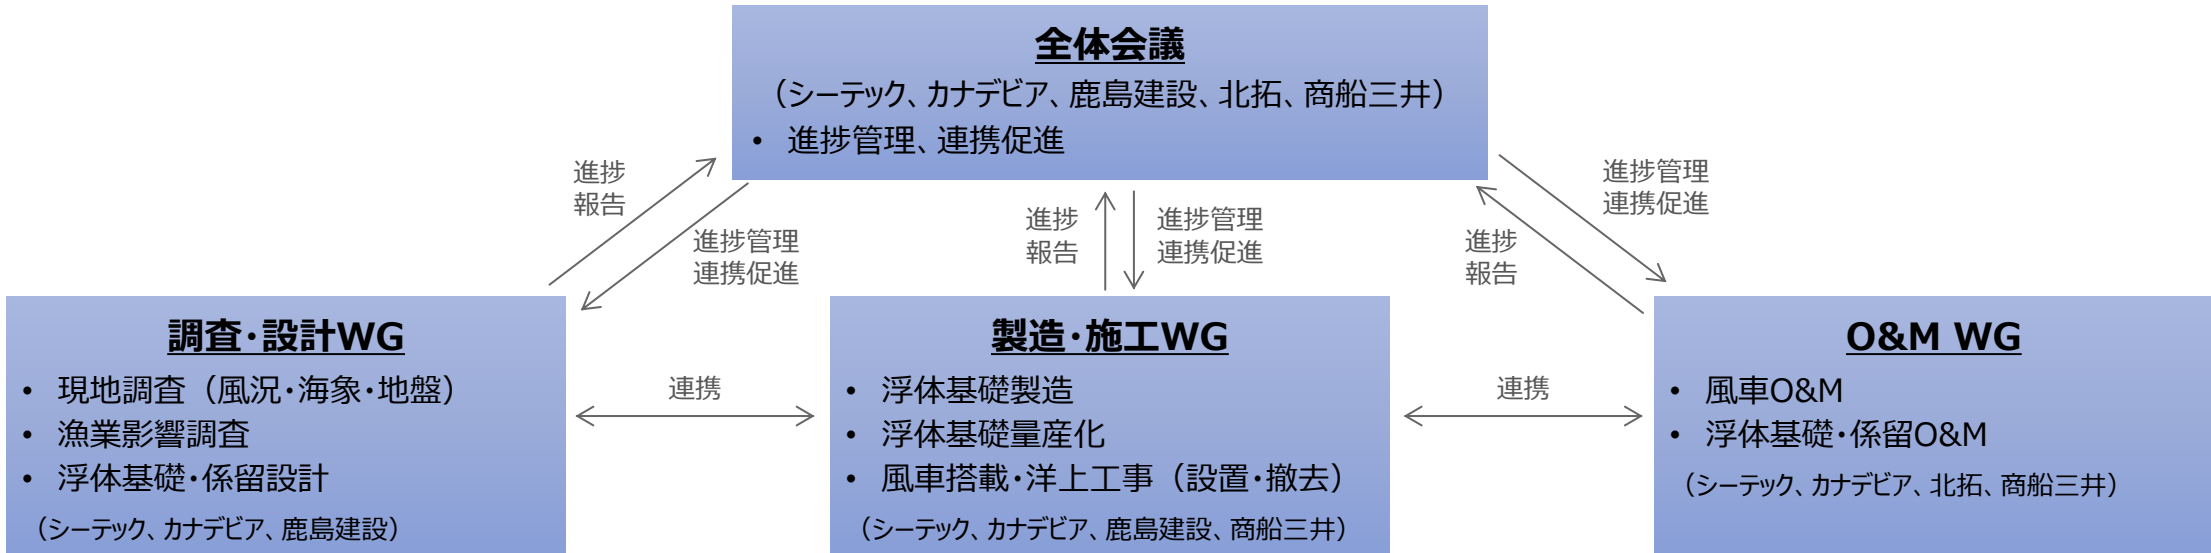 全体会議
（シーテック、カナデビア、鹿島建設、北拓、商船三井）
• 進捗管理、連携促進
進捗
報告
進捗管理
連携促進
進捗
報告
進捗管理
連携促進
進捗管理
連携促進
進捗
報告
調査・設計WG
• 現地調査（風況・海象・地盤）
• 漁業影響調査
• 浮体基礎・係留設計
（シーテック、カナデビア、鹿島建設）
連携
製造・施工WG
• 浮体基礎製造
• 浮体基礎量産化
• 風車搭載・洋上工事（設置・撤去）
（シーテック、カナデビア、鹿島建設、商船三井）
連携
O&M WG
• 風車O&M
• 浮体基礎・係留O&M
（シーテック、カナデビア、北拓、商船三井）